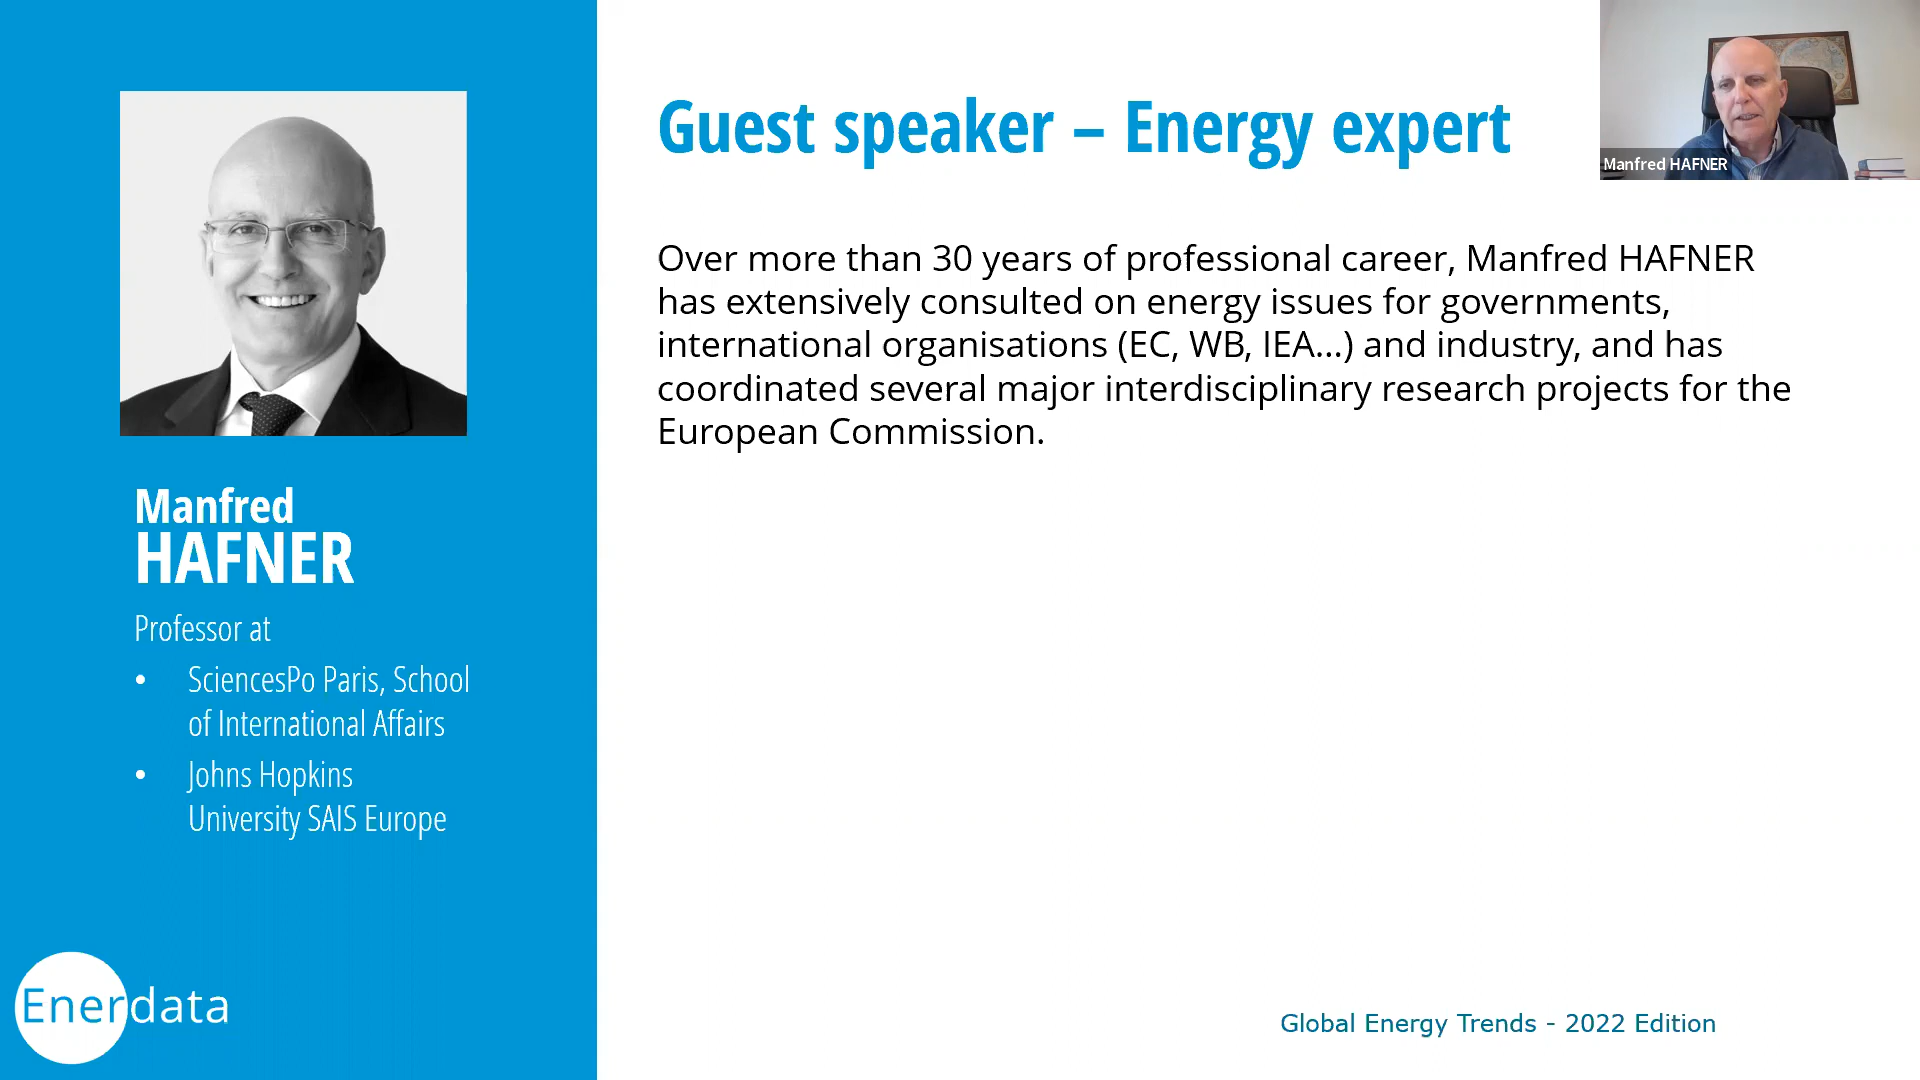 Guest speaker – Energy expert
Manfred HAFNER
Over more than 30 years of professional career, Manfred HAFNER
has extensively consulted on energy issues for governments,
international organisations (EC, WB, IEA...) and industry, and has
coordinated several major interdisciplinary research projects for the
European Commission.
Manfred
HAFNER
Professor at
• SciencesPo Paris, School
of International Affairs
• Johns Hopkins
University SAIS Europe
Enerdata
Global Energy Trends - 2022 Edition